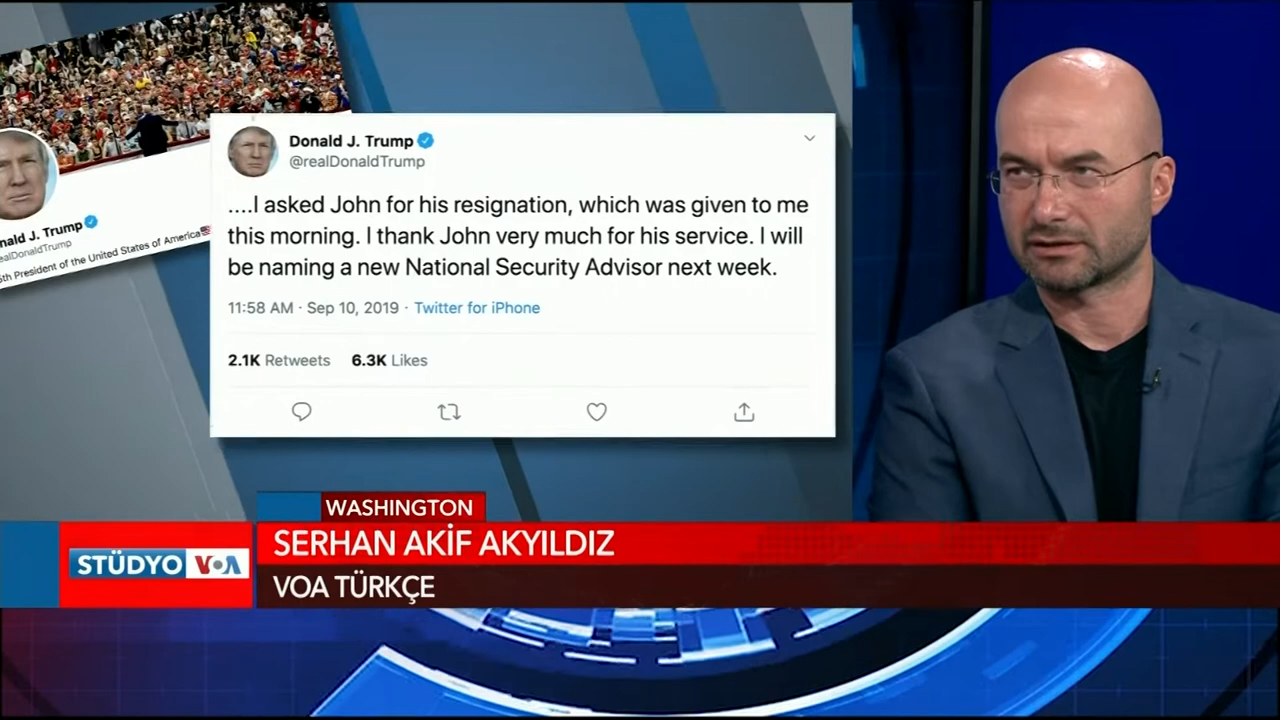 Donald J. Trump
@realDonaldTrump
....I asked John for his resignation, which was given to me
this morning. I thank John very much for his service. I will
be naming a new National Security Advisor next week.
11:58 AM · Sep 10, 2019 · Twitter for iPhone
2.1K Retweets 6.3K Likes
nald J. Trump
ealDonaldTrump
5th President of the United States of America
WASHINGTON
SERHAN AKİF AKYILDIZ
STÜDYO VOA
VOA TÜRKÇE